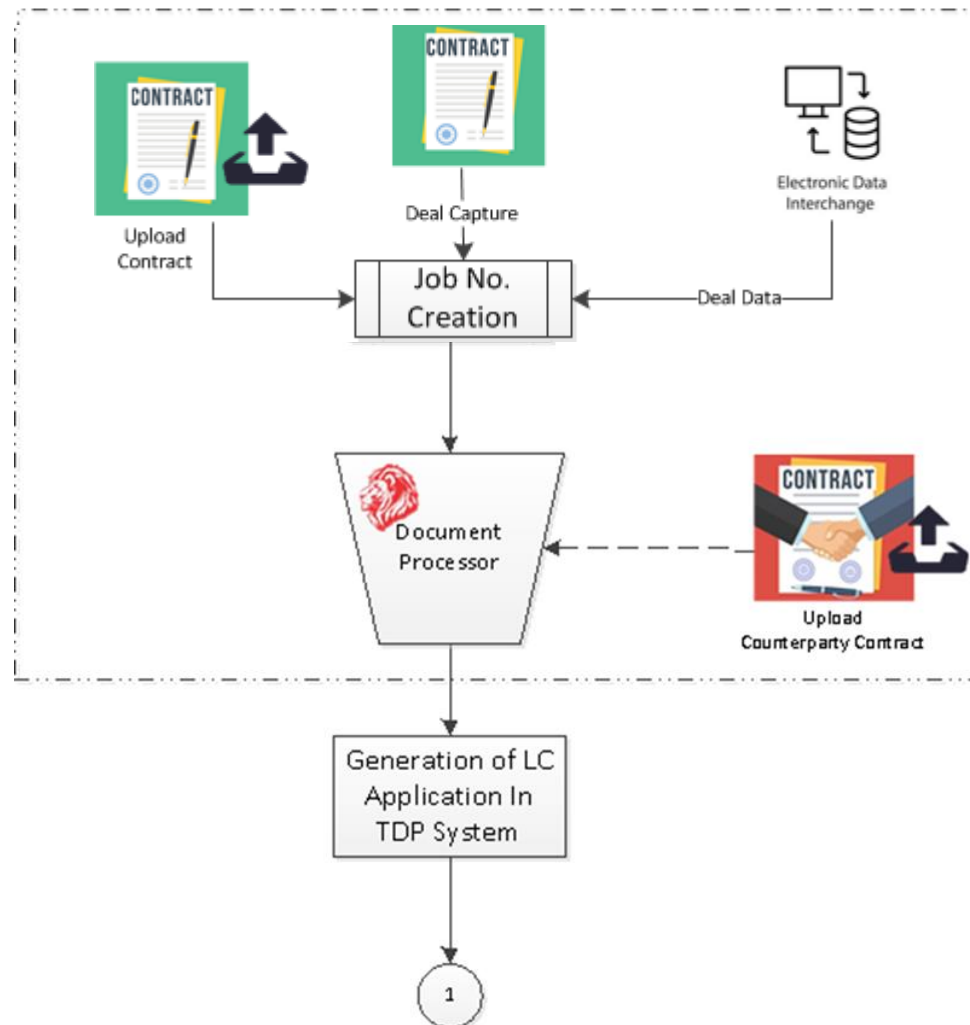 CONTRACT
CONTRACT
Upload
Contract
Deal Capture
Electronic Data
Interchange
Job No.
Creation
Deal Data
Document
Processor
CONTRACT
Upload
Counterparty Contract
Generation of LC
Application In
TDP System
1